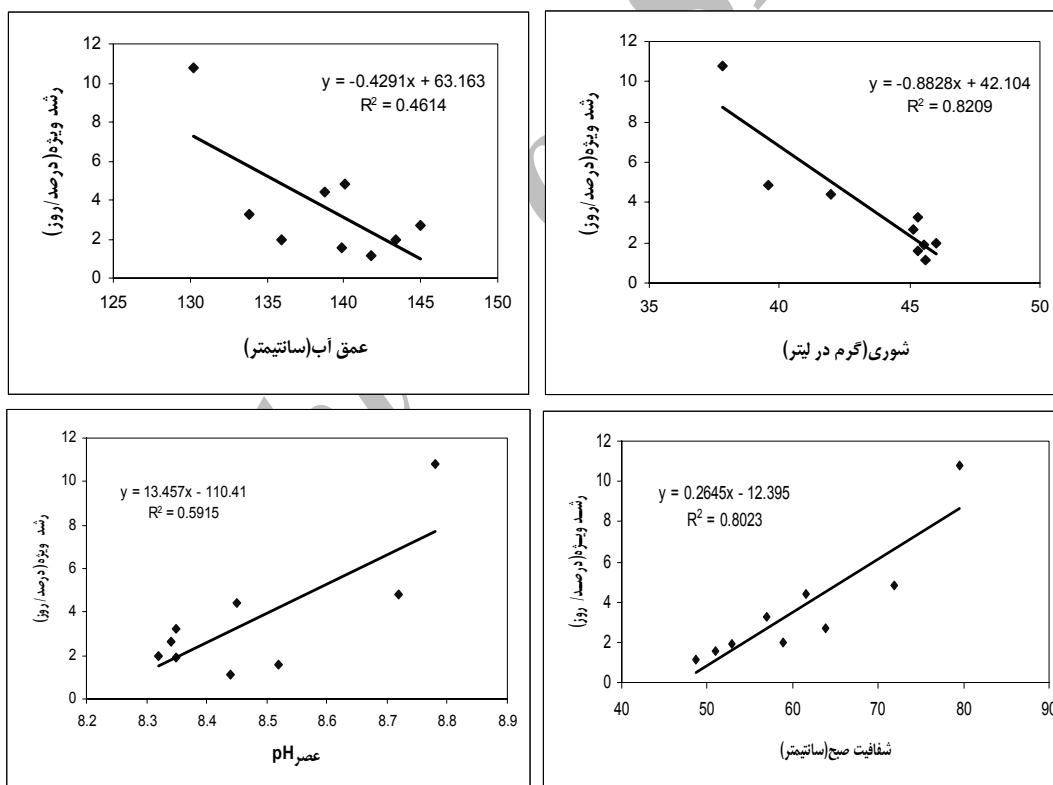 رشد ویژه(درصد/روز)
12
10
8
6
4
2
0
y = -0.4291x + 63.163
R² = 0.4614
125 130 135 140 145 150
عمق آب(سانتیمتر)
رشد ویژه(درصد/روز)
12
10
8
6
4
2
0
y = -0.8828x + 42.104
R² = 0.8209
35 40 45 50
شوری(گرم در لیتر)
رشد ویژه(درصد/روز)
12
10
8
6
4
2
0
y = 13.457x - 110.41
R² = 0.5915
8.2 8.3 8.4 8.5 8.6 8.7 8.8 8.9
pHعصر
رشـد ویـژه(درصـد/ روز)
12
10
8
6
4
2
0
y = 0.2645x - 12.395
R² = 0.8023
40 50 60 70 80 90
شفافیت صبح(سانتیمتر)